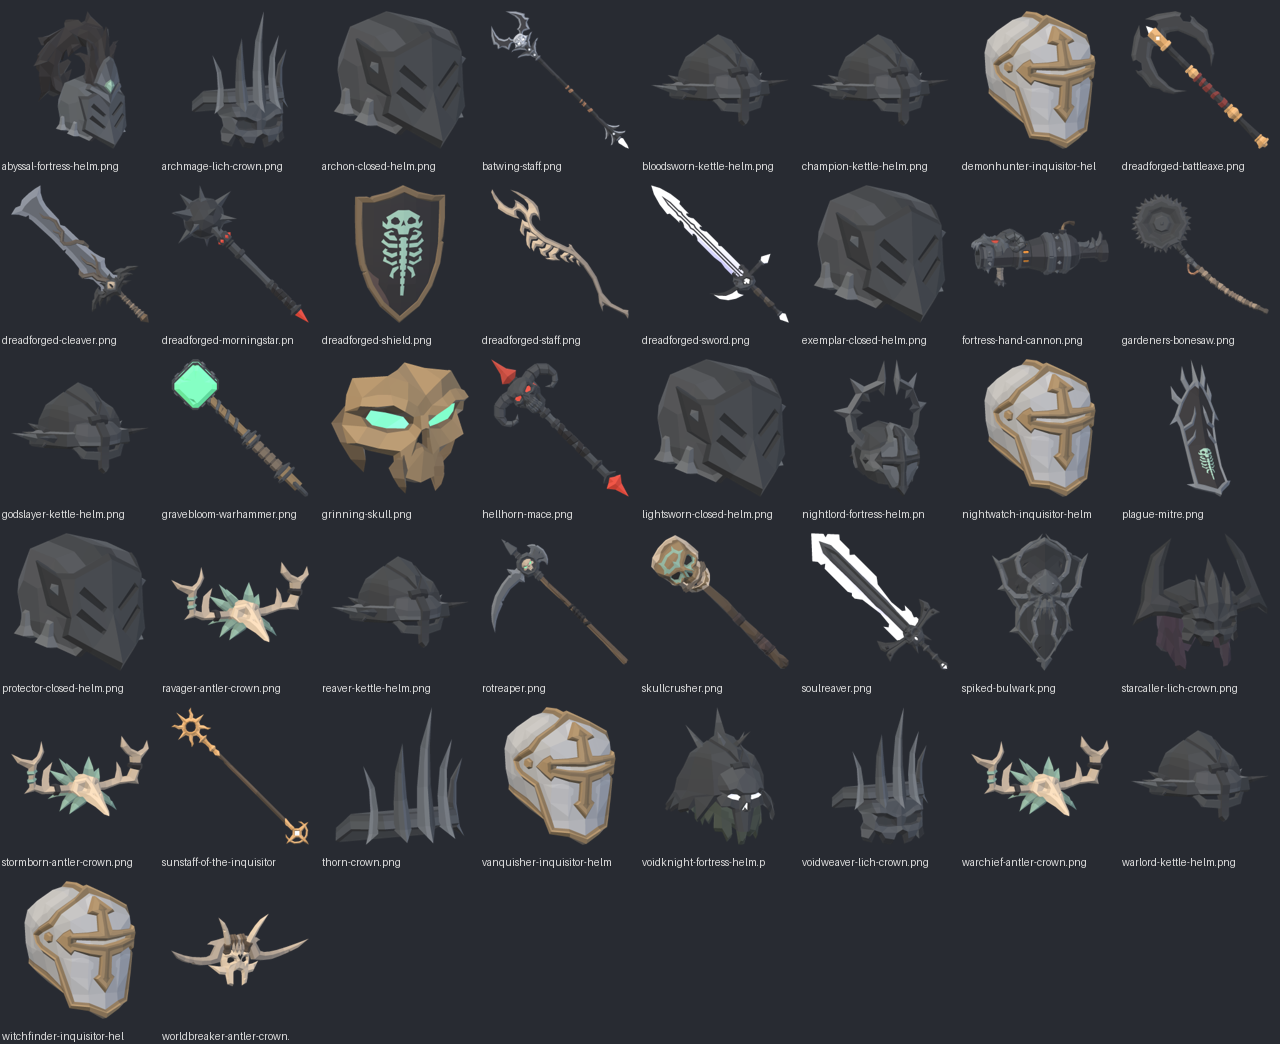 abyssal-fortress-helm.png
archmage-lich-crown.png
archon-closed-helm.png
batwing-staff.png
bloodsworn-kettle-helm.png
champion-kettle-helm.png
demonhunter-inquisitor-hel
dreadforged-battleaxe.png
dreadforged-cleaver.png
dreadforged-morningstar.pn
dreadforged-shield.png
dreadforged-staff.png
dreadforged-sword.png
exemplar-closed-helm.png
fortress-hand-cannon.png
gardeners-bonesaw.png
godslayer-kettle-helm.png
gravebloom-warhammer.png
grinning-skull.png
hellhorn-mace.png
lightsworn-closed-helm.png
nightlord-fortress-helm.pn
nightwatch-inquisitor-helm
plague-mitre.png
protector-closed-helm.png
ravager-antler-crown.png
reaver-kettle-helm.png
rotreaper.png
skullcrusher.png
soulreaver.png
spiked-bulwark.png
starcaller-lich-crown.png
stormborn-antler-crown.png
sunstaff-of-the-inquisitor
thorn-crown.png
vanquisher-inquisitor-helm
voidknight-fortress-helm.p
voidweaver-lich-crown.png
warchief-antler-crown.png
warlord-kettle-helm.png
witchfinder-inquisitor-hel
worldbreaker-antler-crown.